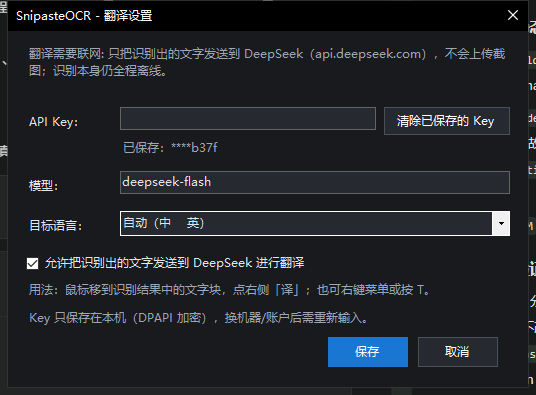 SnipasteOCR - 翻译设置
翻译需要联网: 只把识别出的文字发送到 DeepSeek（api.deepseek.com），不会上传截
图；识别本身仍全程离线。
API Key:
清除已保存的 Key
已保存：****b37f
模型：
deepseek-flash
目标语言：
自动（中 英）
允许把识别出的文字发送到 DeepSeek 进行翻译
用法：鼠标移到识别结果中的文字块，点右侧「译」；也可右键菜单或按 T。
Key 只保存在本机（DPAPI 加密），换机器/账户后需重新输入。
保存
取消